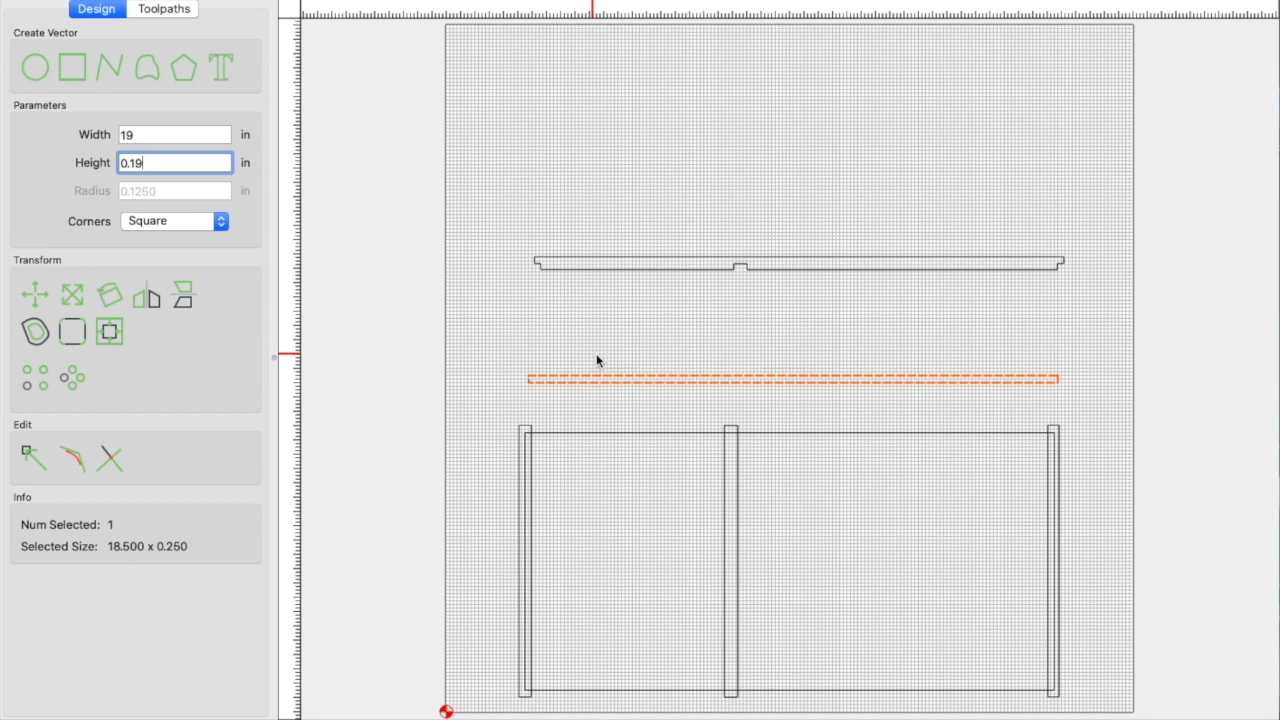 Design Toolpaths
Create Vector
T
Parameters
Width 19 in
Height 0.19 in
Radius 0.1250 in
Corners Square
Transform
Edit
Info
Num Selected: 1
Selected Size: 18.500 x 0.250